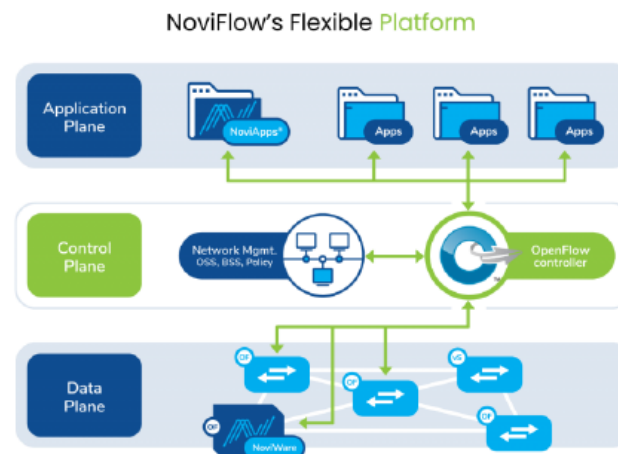 NoviFlow's Flexible Platform
Application
Plane
NoviApps®
Apps
Apps
Apps
Control
Plane
Network Mgmt.
OSS, BSS, Policy
OpenFlow
controller
Data
Plane
OF
OF
vS
OF
OF
NoviWare